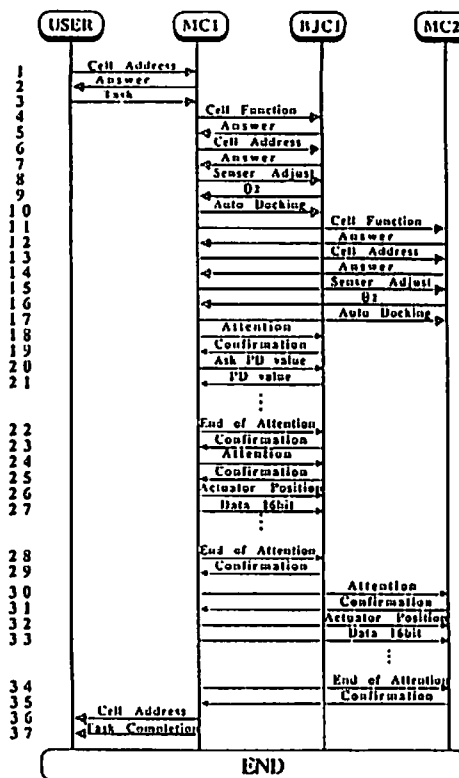 USER MC1 BJC1 MC2
1 Cell Address
2 Answer
3 Task
4 Cell Function
5 Answer
6 Cell Address
7 Answer
8 Senser Adjust
9
10 Auto Docking
11 Cell Function
12 Answer
13 Cell Address
14 Answer
15 Senser Adjust
16
17 Auto Docking
18 Attention
19 Confirmation
20 Ask PD value
21 PD value
22 End of Attention
23 Confirmation
24 Attention
25 Confirmation
26 Actuator Position
27 Data 16bit
28 End of Attention
29 Confirmation
30 Attention
31 Confirmation
32 Actuator Position
33 Data 16bit
34 End of Attention
35 Confirmation
36 Cell Address
37 Task Completion
END